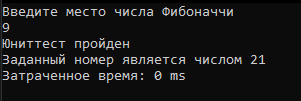 Введите место числа Фибоначчи
9
Юниттест пройден
Заданный номер является числом 21
Затраченное время: 0 ms